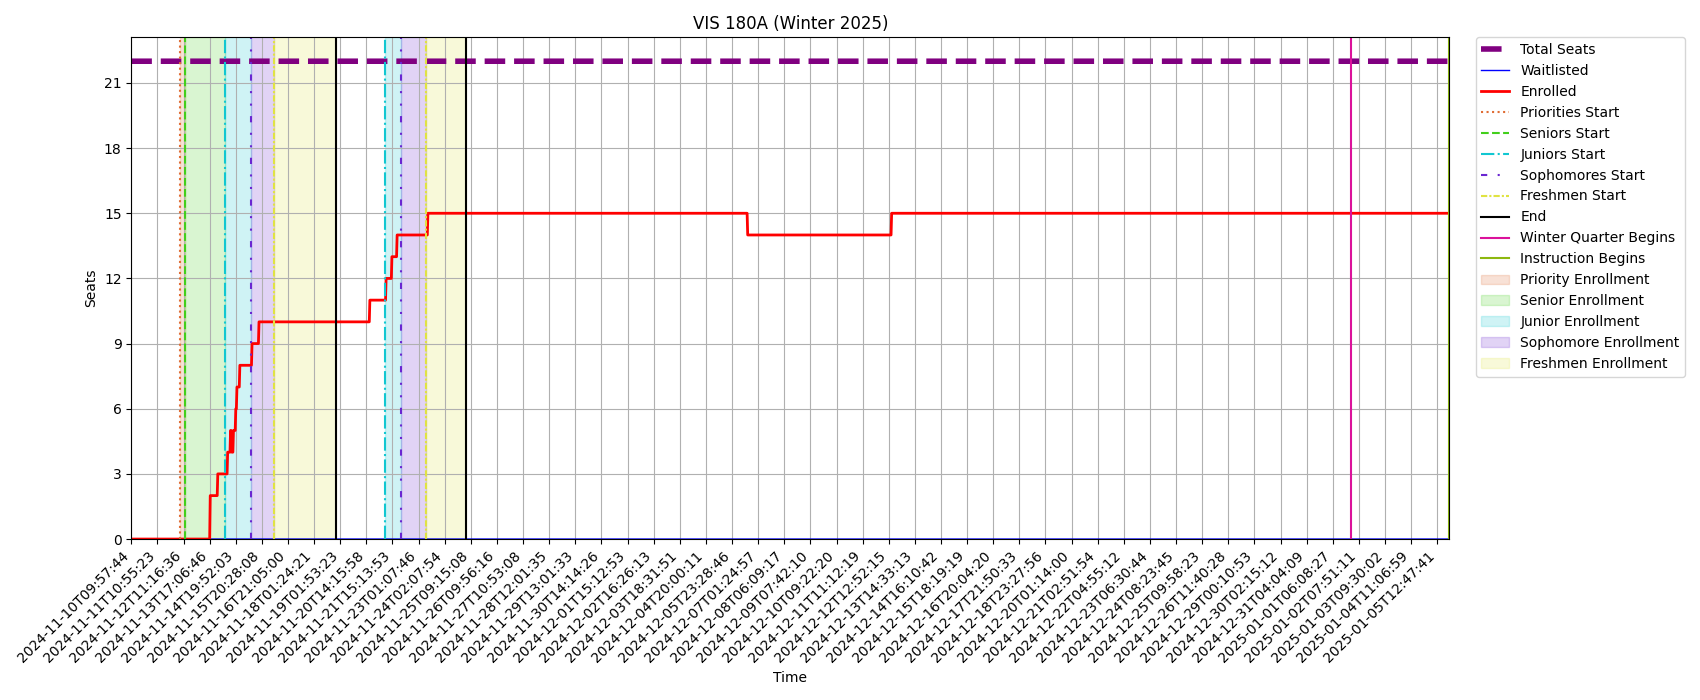 VIS 180A (Winter 2025)
Seats
21
18
15
12
9
6
3
0
2024-11-10T09:57:44
2024-11-11T10:55:23
2024-11-12T11:16:36
2024-11-13T17:06:46
2024-11-14T19:52:03
2024-11-15T20:28:08
2024-11-16T21:05:00
2024-11-18T01:24:21
2024-11-19T01:53:23
2024-11-20T14:15:58
2024-11-21T15:13:53
2024-11-23T01:07:46
2024-11-24T02:07:54
2024-11-25T09:15:08
2024-11-26T09:56:16
2024-11-27T10:53:08
2024-11-28T12:01:35
2024-11-29T13:01:33
2024-11-30T14:14:26
2024-12-01T15:12:53
2024-12-02T16:26:13
2024-12-03T18:31:51
2024-12-04T20:00:11
2024-12-05T23:28:46
2024-12-07T01:24:57
2024-12-08T06:09:17
2024-12-09T07:42:10
2024-12-10T09:22:20
2024-12-11T11:12:19
2024-12-12T12:52:15
2024-12-13T14:33:13
2024-12-14T16:10:42
2024-12-15T18:19:19
2024-12-16T20:04:20
2024-12-17T21:50:33
2024-12-18T23:27:56
2024-12-20T01:14:00
2024-12-21T02:51:54
2024-12-22T04:55:12
2024-12-23T06:30:44
2024-12-24T08:23:45
2024-12-25T09:58:23
2024-12-26T11:40:28
2024-12-29T00:10:53
2024-12-30T02:15:12
2024-12-31T04:04:09
2025-01-01T06:08:27
2025-01-02T07:51:11
2025-01-03T09:30:02
2025-01-04T11:06:59
2025-01-05T12:47:41
Time
Total Seats
Waitlisted
Enrolled
Priorities Start
Seniors Start
Juniors Start
Sophomores Start
Freshmen Start
End
Winter Quarter Begins
Instruction Begins
Priority Enrollment
Senior Enrollment
Junior Enrollment
Sophomore Enrollment
Freshmen Enrollment